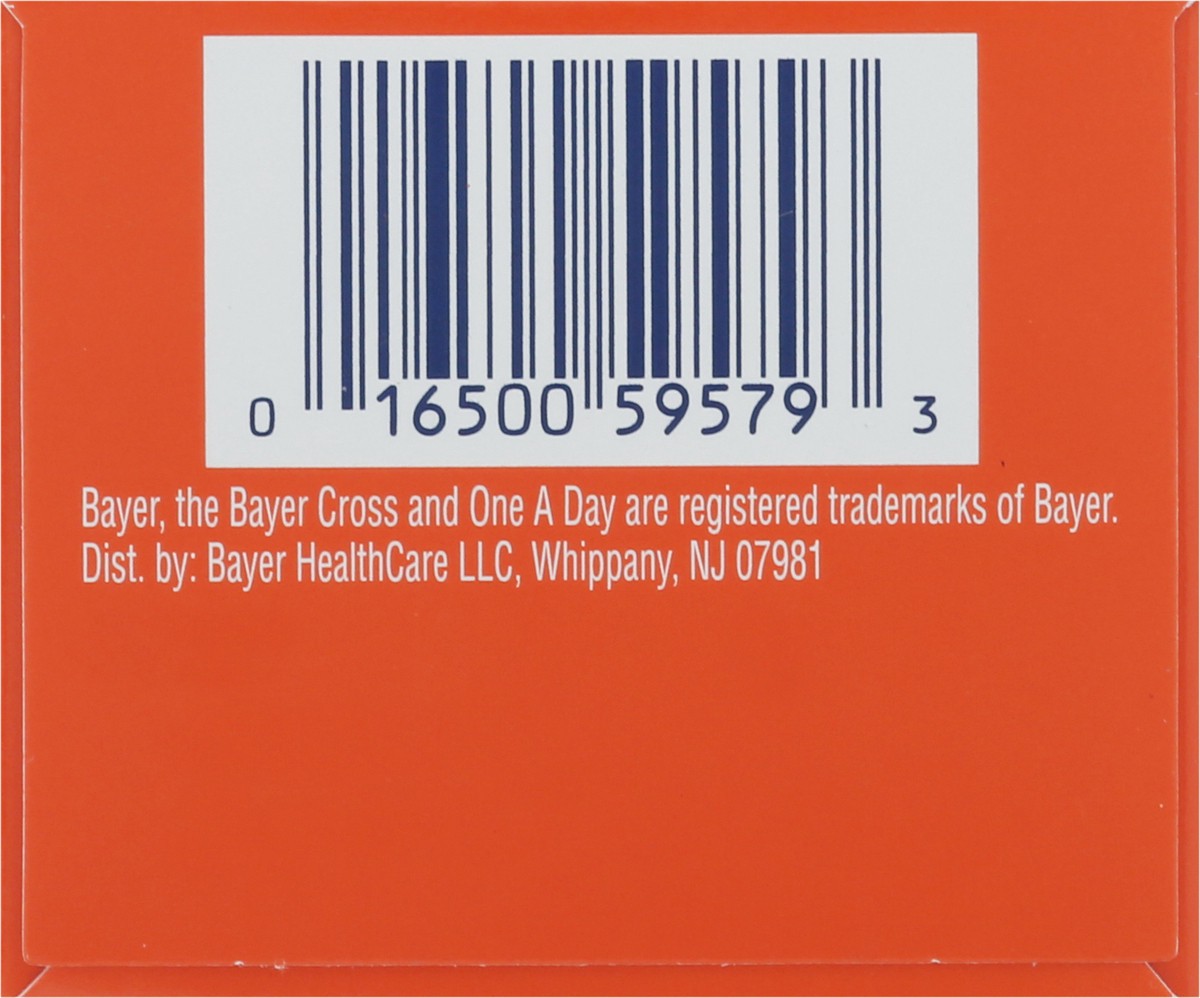 0 16500 59579 3
Bayer, the Bayer Cross and One A Day are registered trademarks of Bayer.
Dist. by: Bayer HealthCare LLC, Whippany, NJ 07981